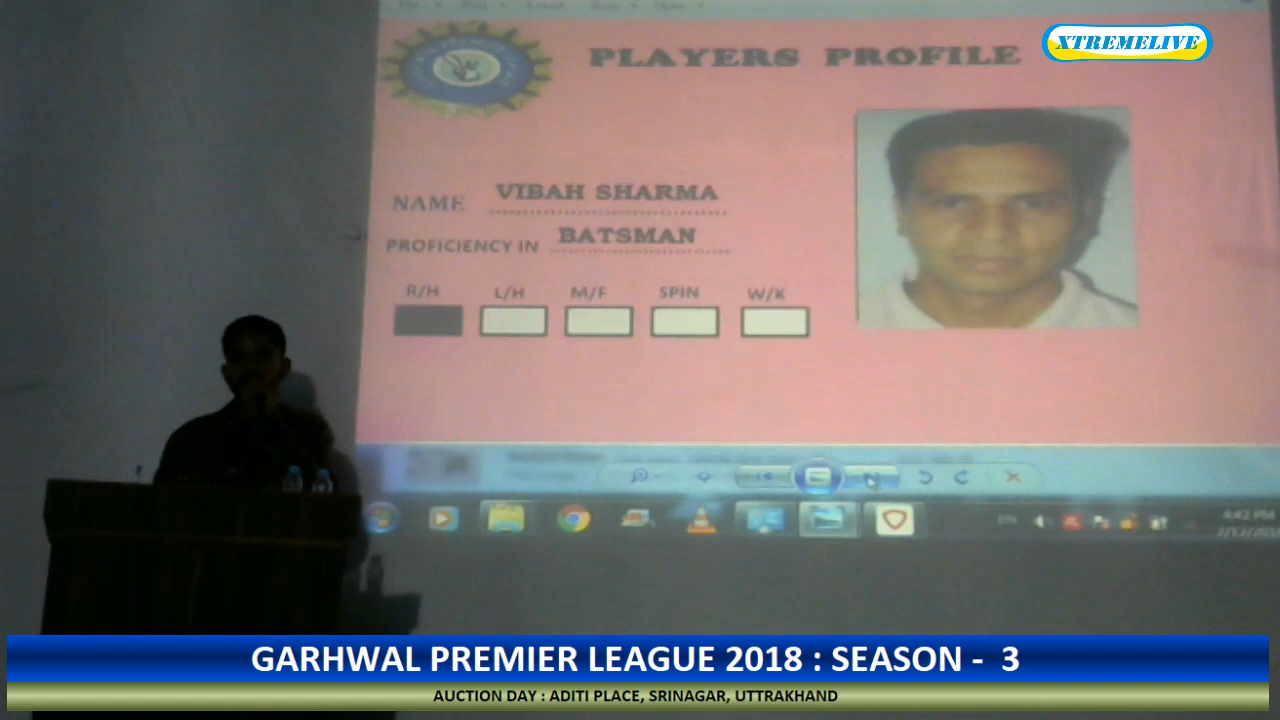 XTREMELIVE
PLAYERS PROFILE
NAME VIBAH SHARMA
PROFICIENCY IN BATSMAN
R/H L/H M/F SPIN W/K
EN 4:42 PM
GARHWAL PREMIER LEAGUE 2018 : SEASON - 3
AUCTION DAY : ADITI PLACE, SRINAGAR, UTTRAKHAND